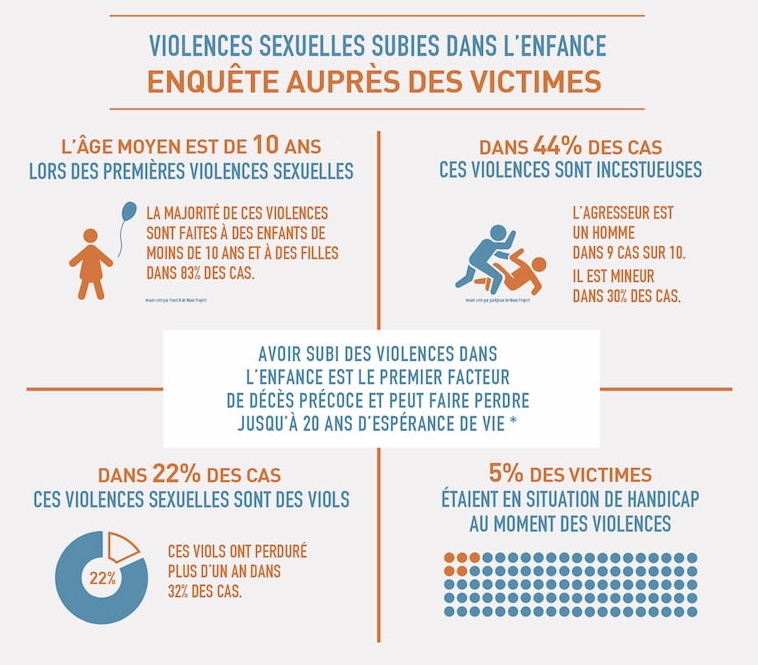 VIOLENCES SEXUELLES SUBIES DANS L'ENFANCE
ENQUÊTE AUPRÈS DES VICTIMES
L'ÂGE MOYEN EST DE 10 ANS
LORS DES PREMIÈRES VIOLENCES SEXUELLES
LA MAJORITÉ DE CES VIOLENCES
SONT FAITES À DES ENFANTS DE
MOINS DE 10 ANS ET À DES FILLES
DANS 83% DES CAS.
DANS 44% DES CAS
CES VIOLENCES SONT INCESTUEUSES
L'AGRESSEUR EST
UN HOMME
DANS 9 CAS SUR 10.
IL EST MINEUR
DANS 30% DES CAS.
AVOIR SUBI DES VIOLENCES DANS
L'ENFANCE EST LE PREMIER FACTEUR
DE DÉCÈS PRÉCOCE ET PEUT FAIRE PERDRE
JUSQU'À 20 ANS D'ESPÉRANCE DE VIE *
DANS 22% DES CAS
CES VIOLENCES SEXUELLES SONT DES VIOLS
22%
CES VIOLS ONT PERDURÉ
PLUS D'UN AN DANS
32% DES CAS.
5% DES VICTIMES
ÉTAIENT EN SITUATION DE HANDICAP
AU MOMENT DES VIOLENCES